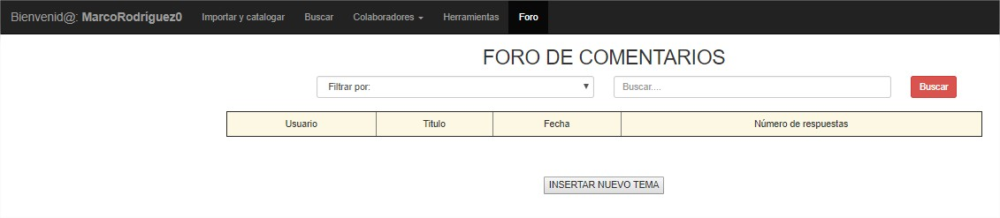 Bienvenid@: MarcoRodriguez0 Importar y catalogar Buscar Colaboradores Herramientas Foro
FORO DE COMENTARIOS
Filtrar por: Buscar.... Buscar
Usuario Titulo Fecha Número de respuestas
INSERTAR NUEVO TEMA